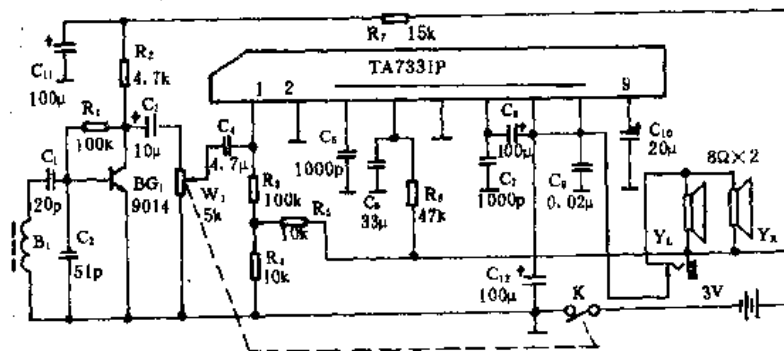 R₇ 15k
C₁₁
100μ
R₂
4.7k
TA7331P
1 2 9
R₁
100k
C₃
10μ
C₄
4.7μ
C₅
1000p
C₆
33μ
C₈
100μ
C₇
1000p
C₉
0.02μ
C₁₀
20μ
8Ω×2
C₁
20p
BG₁
9014
W₁
5k
R₃
100k
R₅
10k
R₆
47k
B₁
C₂
51p
R₄
10k
Y_L
Y_R
C₁₂
100μ
K
3V